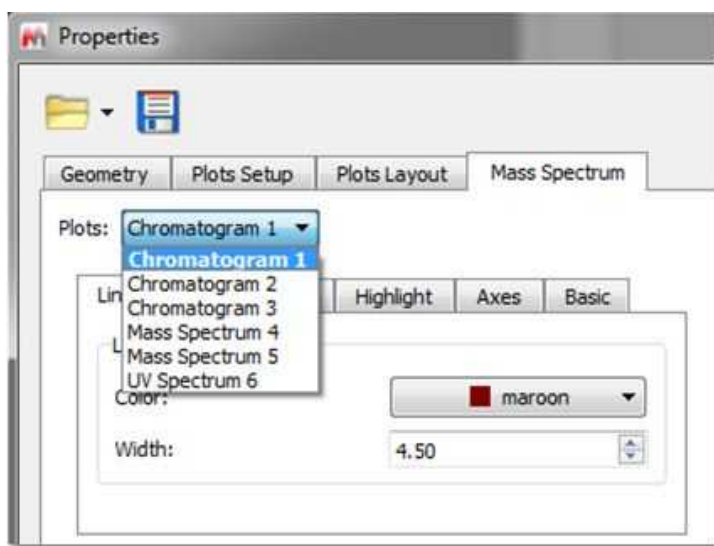 Properties
Geometry Plots Setup Plots Layout Mass Spectrum
Plots: Chromatogram 1
Chromatogram 1
Chromatogram 2
Chromatogram 3
Mass Spectrum 4
Mass Spectrum 5
UV Spectrum 6
Highlight Axes Basic
Color: maroon
Width: 4.50